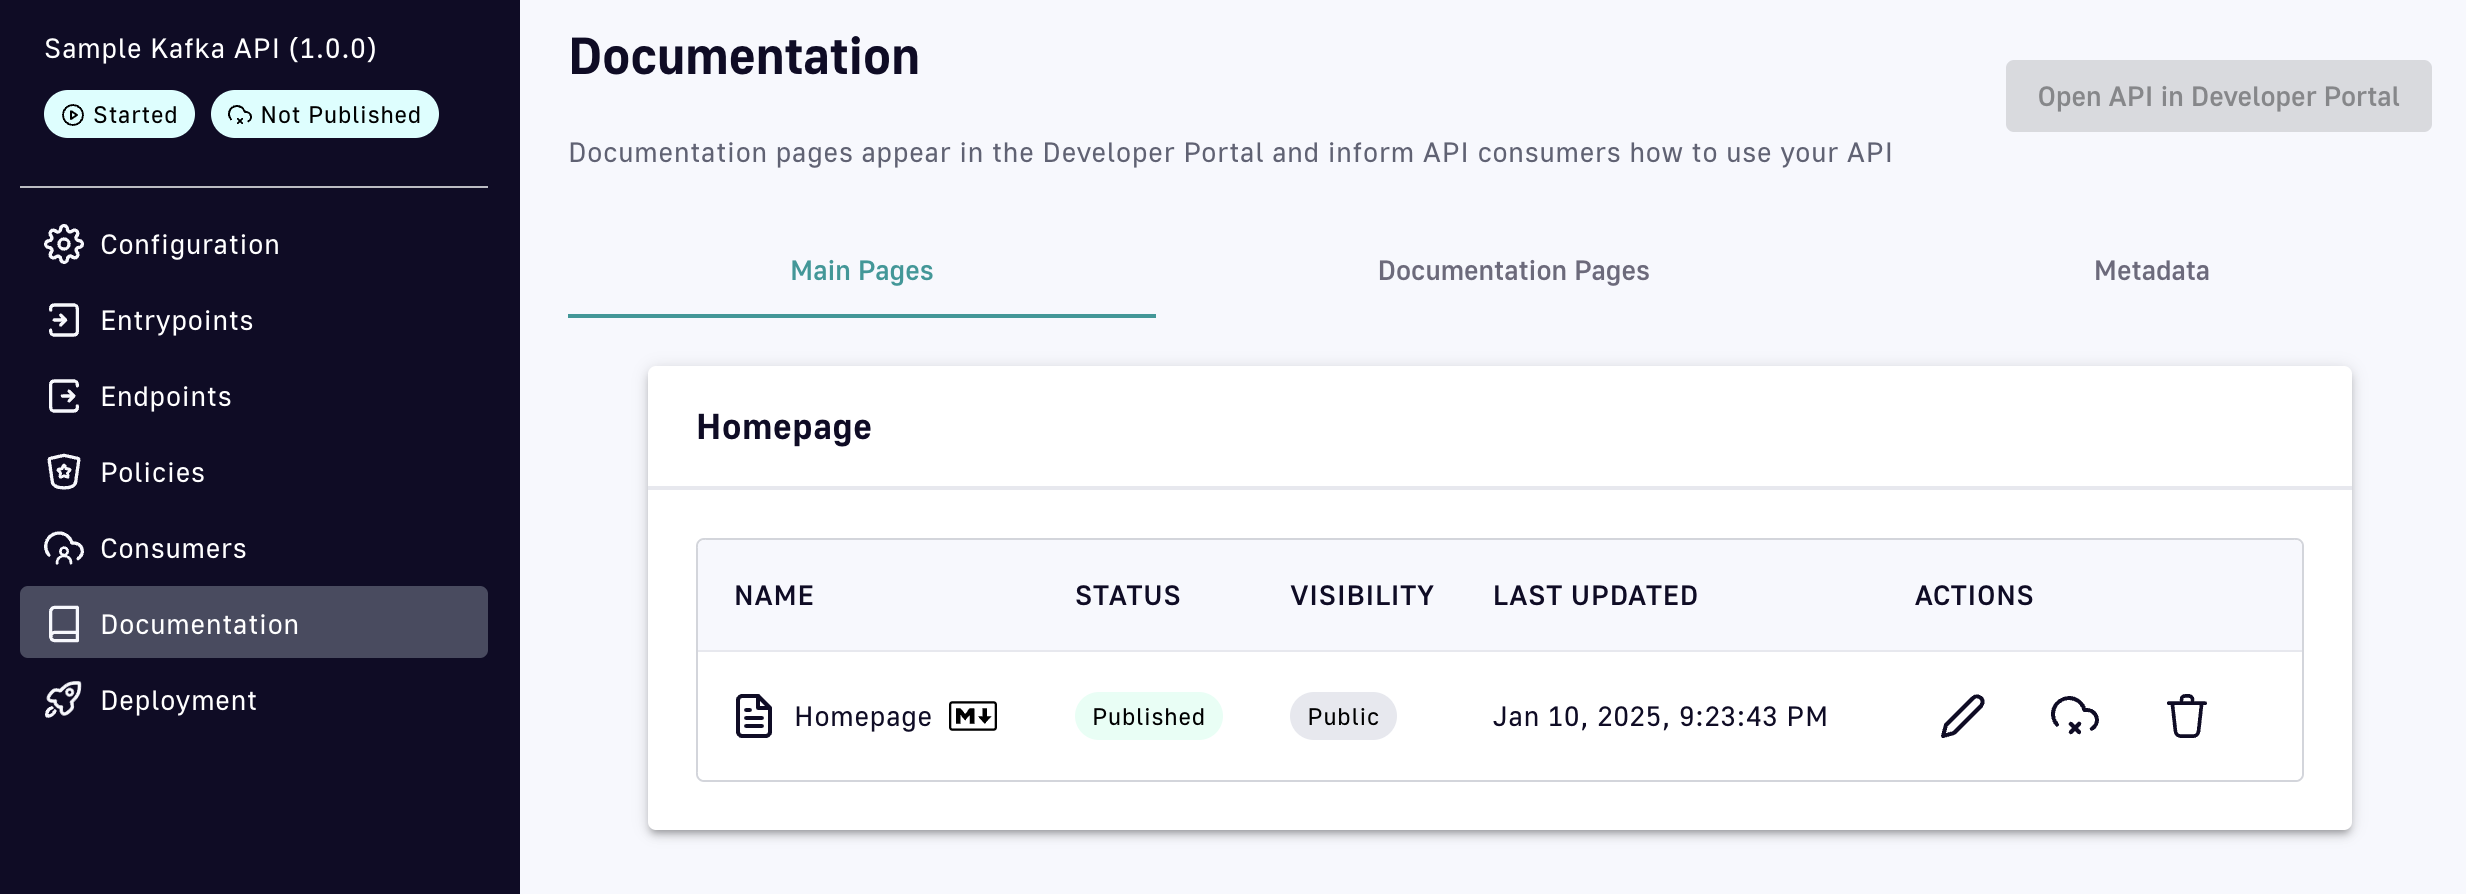 Sample Kafka API (1.0.0)
Started
Not Published
Configuration
Entrypoints
Endpoints
Policies
Consumers
Documentation
Deployment
Documentation
Open API in Developer Portal
Documentation pages appear in the Developer Portal and inform API consumers how to use your API
Main Pages Documentation Pages Metadata
Homepage
NAME STATUS VISIBILITY LAST UPDATED ACTIONS
Homepage M Published Public Jan 10, 2025, 9:23:43 PM